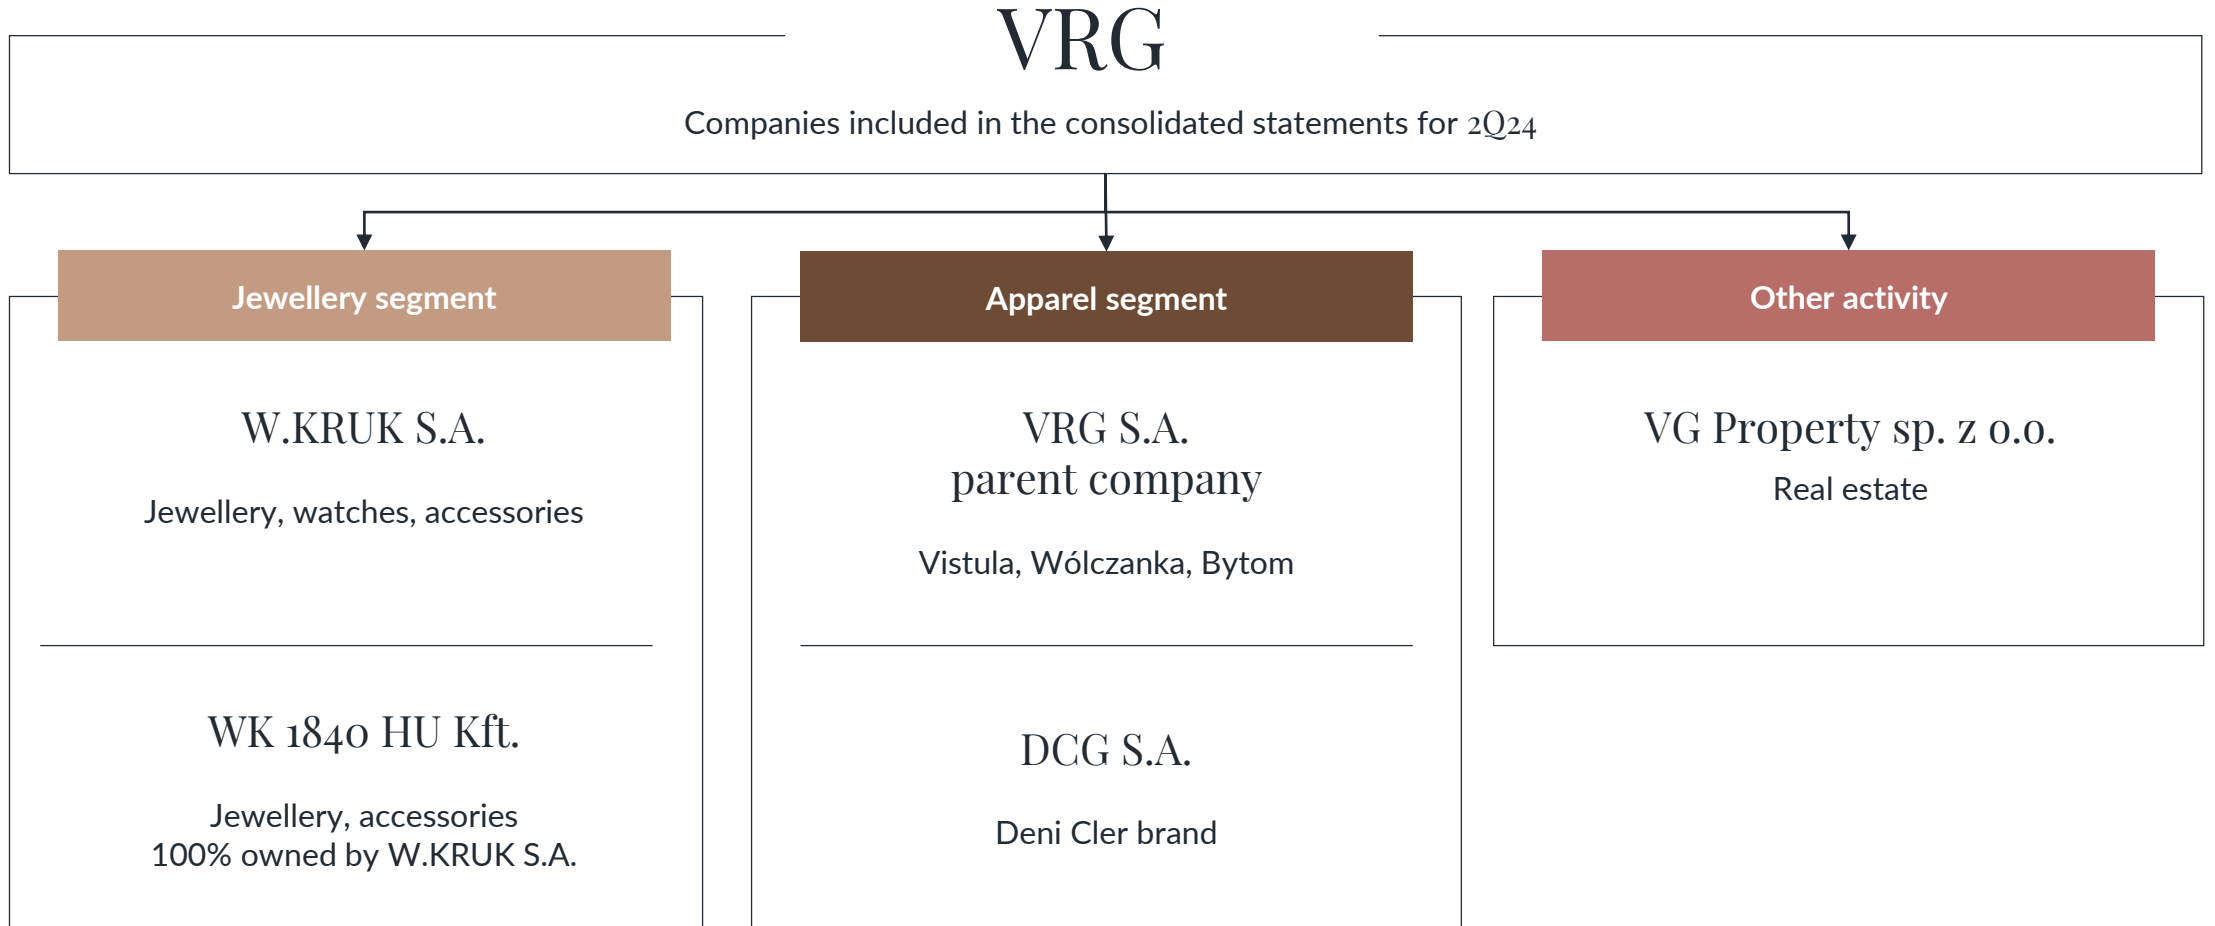 VRG
Companies included in the consolidated statements for 2Q24
Jewellery segment
W.KRUK S.A.
Jewellery, watches, accessories
WK 1840 HU Kft.
Jewellery, accessories
100% owned by W.KRUK S.A.
Apparel segment
VRG S.A.
parent company
Vistula, Wólczanka, Bytom
DCG S.A.
Deni Cler brand
Other activity
VG Property sp. z o.o.
Real estate